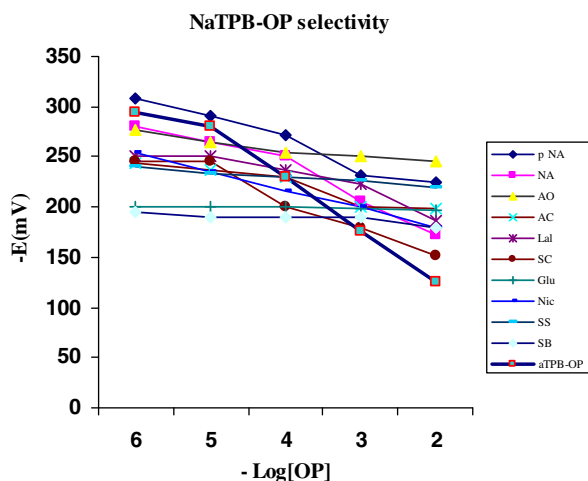 NaTPB-OP selectivity
-E(mV)
350
300
250
200
150
100
50
0
6 5 4 3 2
- Log[OP]
p NA
NA
AO
AC
Lal
SC
Glu
Nic
SS
SB
aTPB-OP